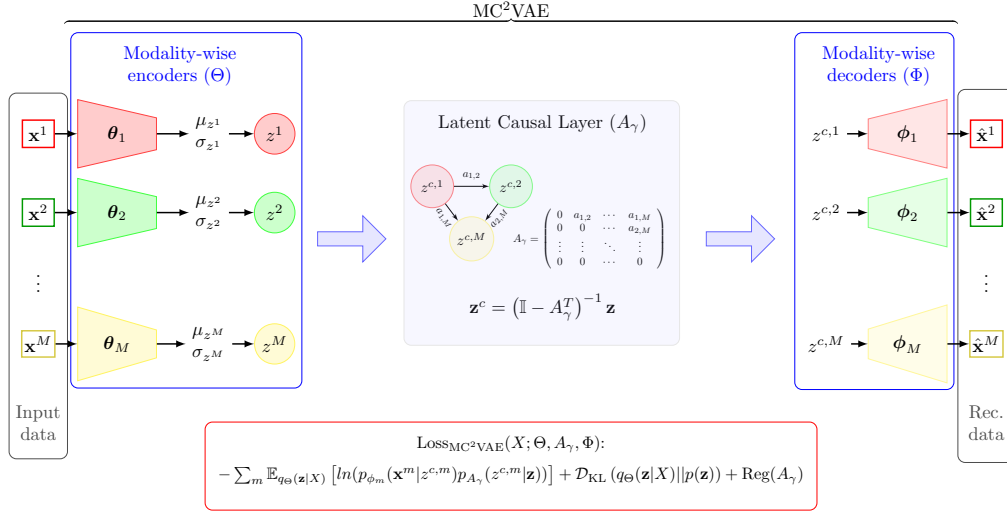 MC²VAE
Modality-wise
encoders (Θ)
x¹ θ₁ μ_{z¹} σ_{z¹} z¹
x² θ₂ μ_{z²} σ_{z²} z²
⋮
x^M θ_M μ_{z^M} σ_{z^M} z^M
Input
data
Latent Causal Layer (A_γ)
z^{c,1} a_{1,2} z^{c,2}
a_{1,M} a_{2,M}
z^{c,M}
A_γ =
0 a_{1,2} ⋯ a_{1,M}
0 0 ⋯ a_{2,M}
⋮ ⋮ ⋱ ⋮
0 0 ⋯ 0
z^c = (𝕀 − A_γ^T)^{−1} z
Modality-wise
decoders (Φ)
z^{c,1} ϕ₁ x̂¹
z^{c,2} ϕ₂ x̂²
⋮
z^{c,M} ϕ_M x̂^M
Rec.
data
Loss_{MC²VAE}(X; Θ, A_γ, Φ):
− ∑_m 𝔼_{q_Θ(z|X)} [ln(p_{ϕ_m}(x^m|z^{c,m})p_{A_γ}(z^{c,m}|z))] + 𝒟_{KL} (q_Θ(z|X)||p(z)) + Reg(A_γ)